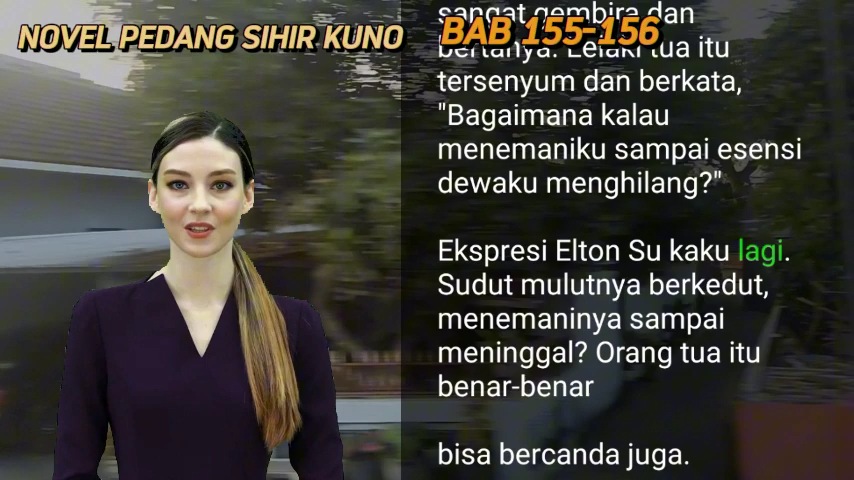 NOVEL PEDANG SIHIR KUNO
BAB 155-156
sangat gembira dan
bertanya. Lelaki tua itu
tersenyum dan berkata,
"Bagaimana kalau
menemaniku sampai esensi
dewaku menghilang?"
Ekspresi Elton Su kaku lagi.
Sudut mulutnya berkedut,
menemaninya sampai
meninggal? Orang tua itu
benar-benar
bisa bercanda juga.